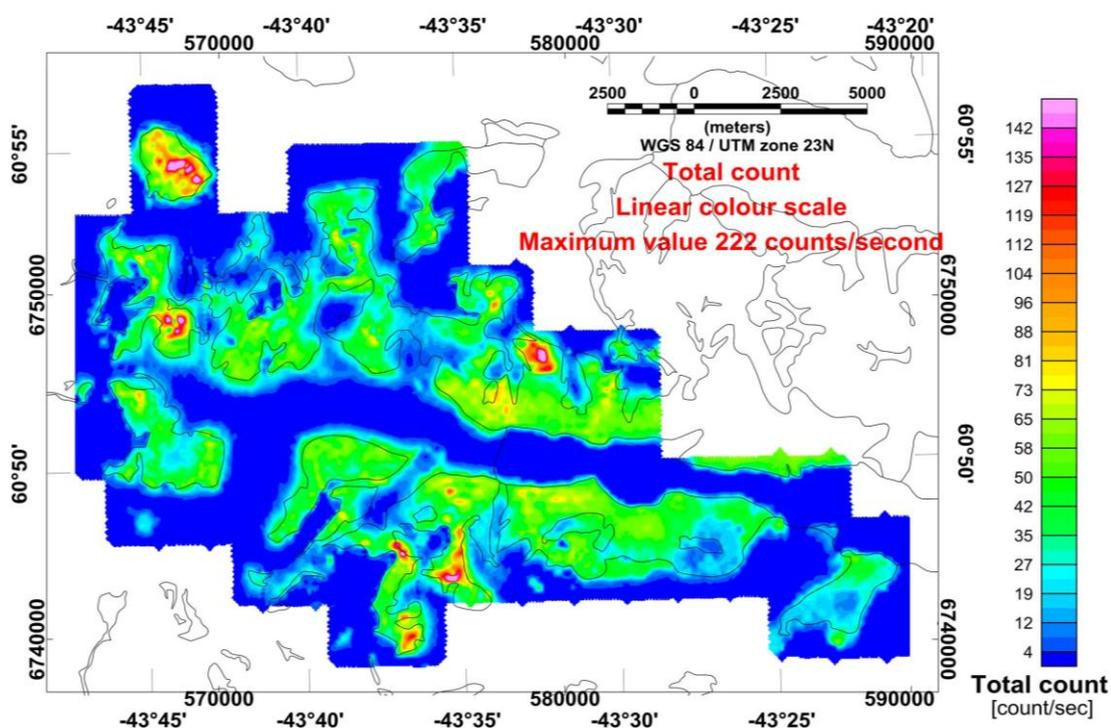 -43°45' -43°40' -43°35' -43°30' -43°25' -43°20'
570000 580000 590000
2500 0 2500 5000
(meters)
WGS 84 / UTM zone 23N
Total count
Linear colour scale
Maximum value 222 counts/second
60°55'
60°55'
6750000
6750000
60°50'
60°50'
6740000
6740000
142
135
127
119
112
104
96
88
81
73
65
58
50
42
35
27
19
12
4
Total count
[count/sec]
570000 580000 590000
-43°45' -43°40' -43°35' -43°30' -43°25'